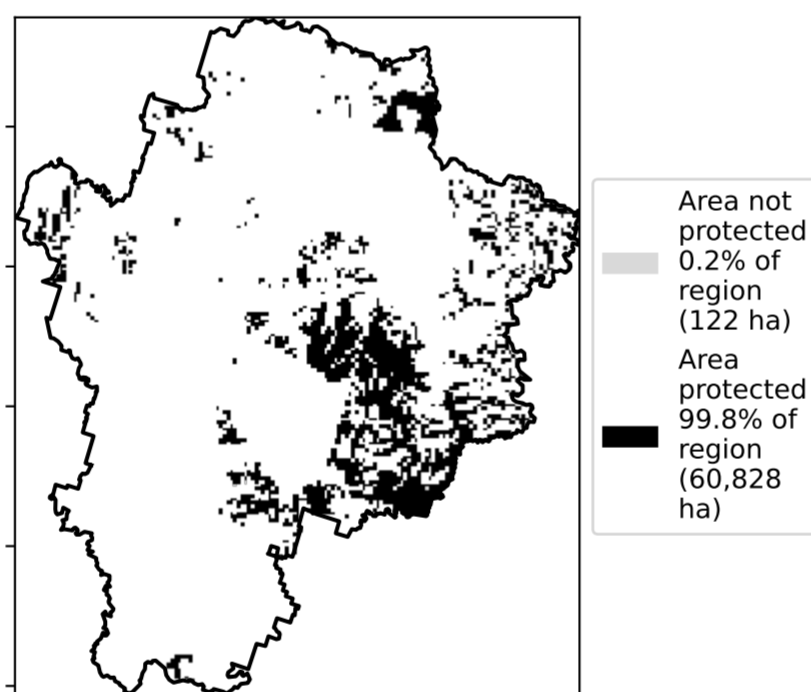 Area not
protected
0.2% of
region
(122 ha)
Area
protected
99.8% of
region
(60,828
ha)